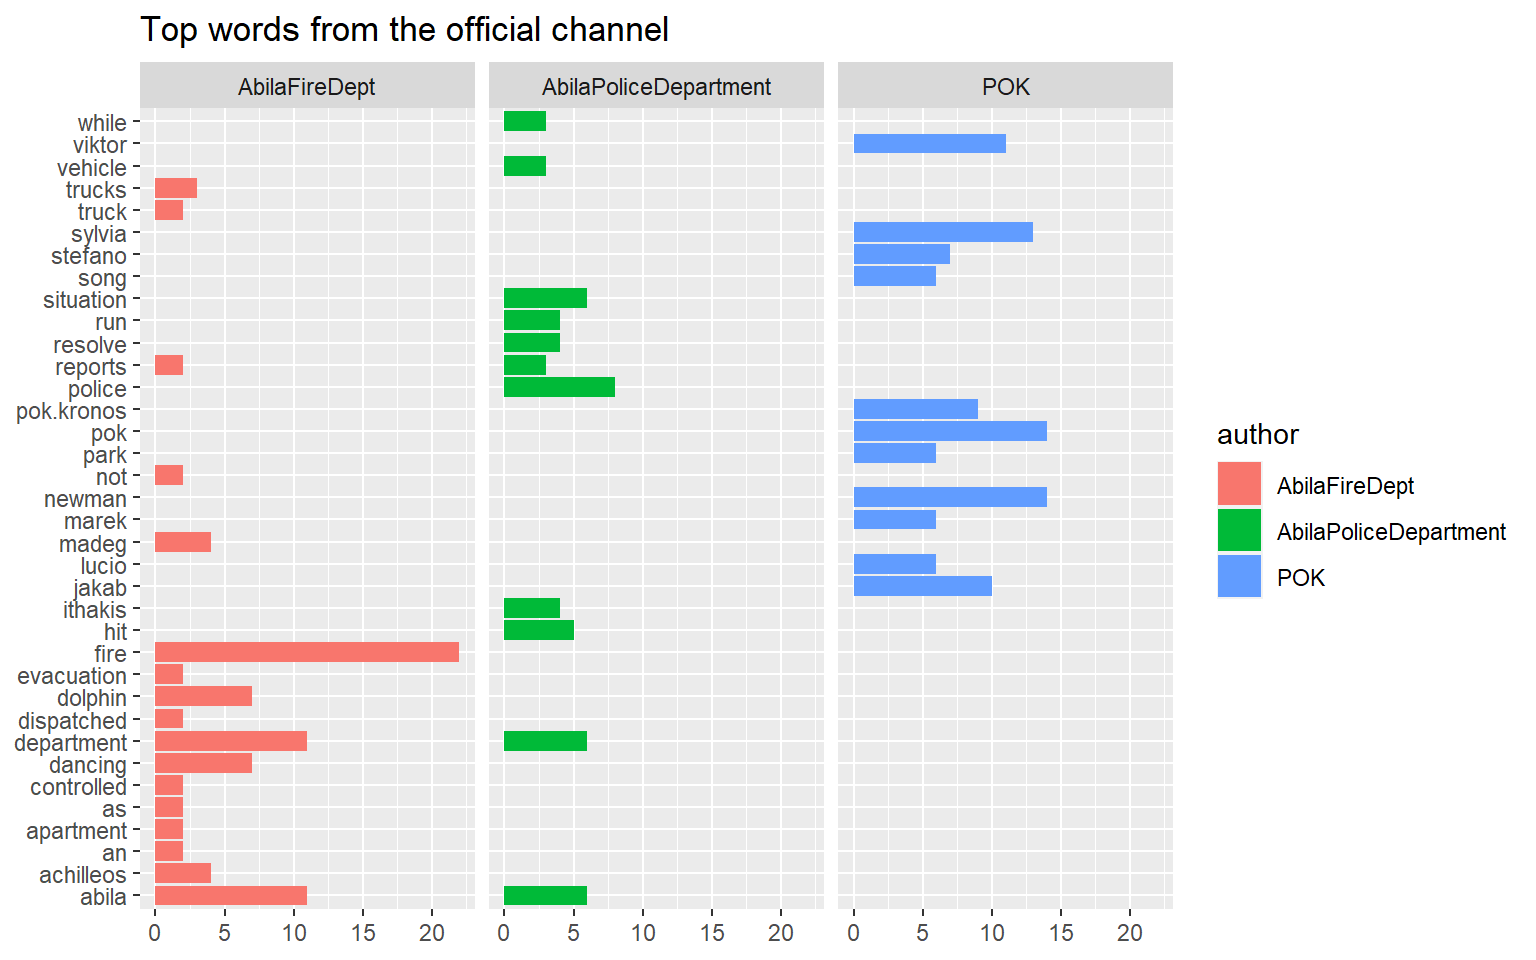 Top words from the official channel
AbilaFireDept
AbilaPoliceDepartment
POK
while
viktor
vehicle
trucks
truck
sylvia
stefano
song
situation
run
resolve
reports
police
pok.kronos
pok
park
not
newman
marek
madeg
lucio
jakab
ithakis
hit
fire
evacuation
dolphin
dispatched
department
dancing
controlled
as
apartment
an
achilleos
abila
0 5 10 15 20
0 5 10 15 20
0 5 10 15 20
author
AbilaFireDept
AbilaPoliceDepartment
POK